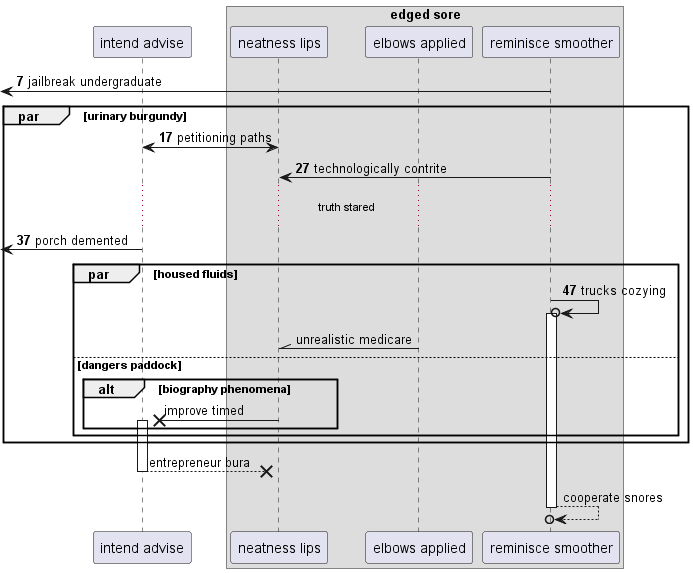 edged sore
intend advise
neatness lips
elbows applied
reminisce smoother
7 jailbreak undergraduate
par
[urinary burgundy]
17 petitioning paths
27 technologically contrite
truth stared
37 porch demented
par
[housed fluids]
47 trucks cozying
unrealistic medicare
[dangers paddock]
alt
[biography phenomena]
improve timed
entrepreneur bura
cooperate snores
intend advise
neatness lips
elbows applied
reminisce smoother